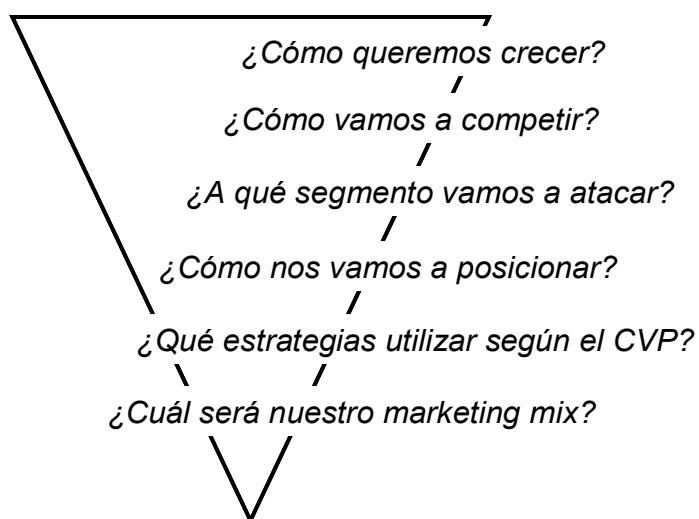 ¿Cómo queremos crecer?
¿Cómo vamos a competir?
¿A qué segmento vamos a atacar?
¿Cómo nos vamos a posicionar?
¿Qué estrategias utilizar según el CVP?
¿Cuál será nuestro marketing mix?